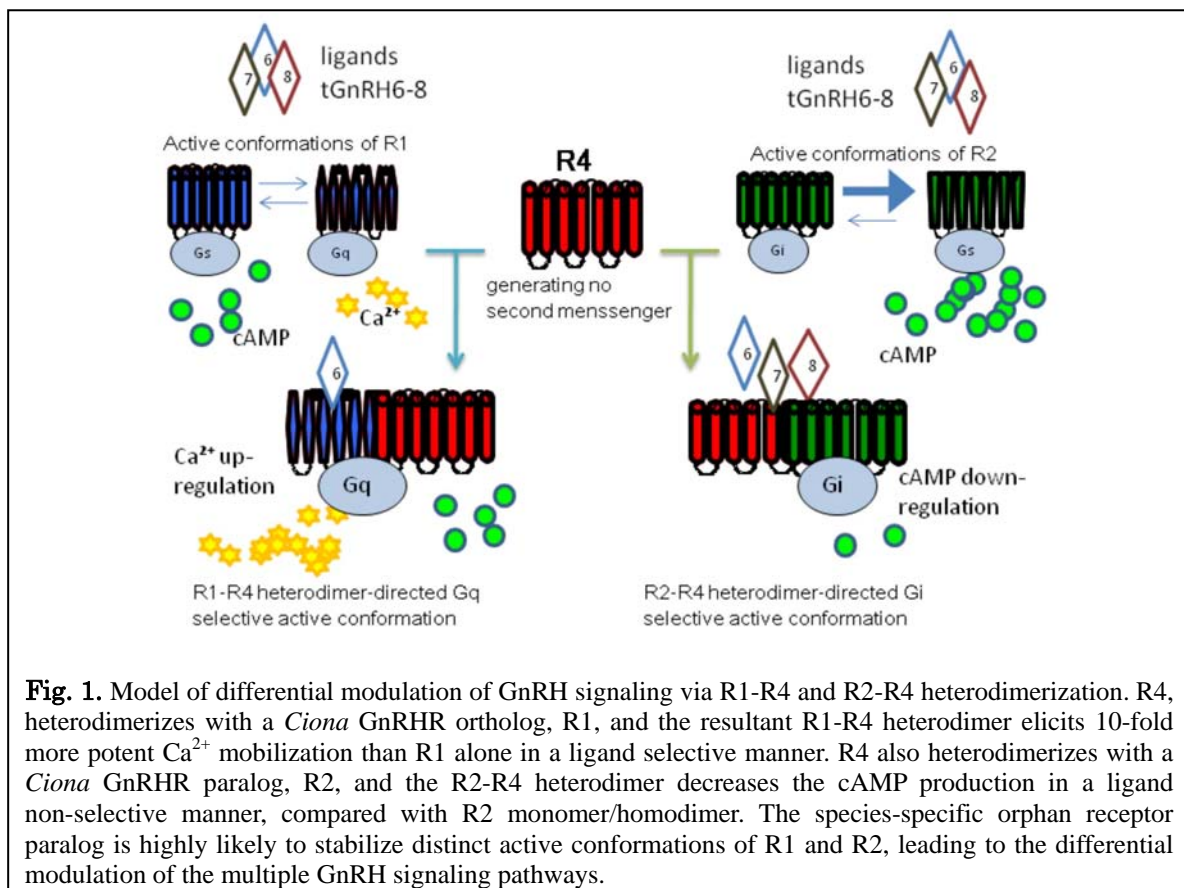 ligands
tGnRH6-8
6
7
8
Active conformations of R1
Gs
Gq
cAMP
Ca²⁺
R4
generating no
second menssenger
ligands
tGnRH6-8
6
7
8
Active conformations of R2
Gi
Gs
cAMP
6
Ca²⁺ up-
regulation
Gq
R1-R4 heterodimer-directed Gq
selective active conformation
6
7
8
Gi
cAMP down-
regulation
R2-R4 heterodimer-directed Gi
selective active conformation
Fig. 1. Model of differential modulation of GnRH signaling via R1-R4 and R2-R4 heterodimerization. R4,
heterodimerizes with a Ciona GnRHR ortholog, R1, and the resultant R1-R4 heterodimer elicits 10-fold
more potent Ca²⁺ mobilization than R1 alone in a ligand selective manner. R4 also heterodimerizes with a
Ciona GnRHR paralog, R2, and the R2-R4 heterodimer decreases the cAMP production in a ligand
non-selective manner, compared with R2 monomer/homodimer. The species-specific orphan receptor
paralog is highly likely to stabilize distinct active conformations of R1 and R2, leading to the differential
modulation of the multiple GnRH signaling pathways.